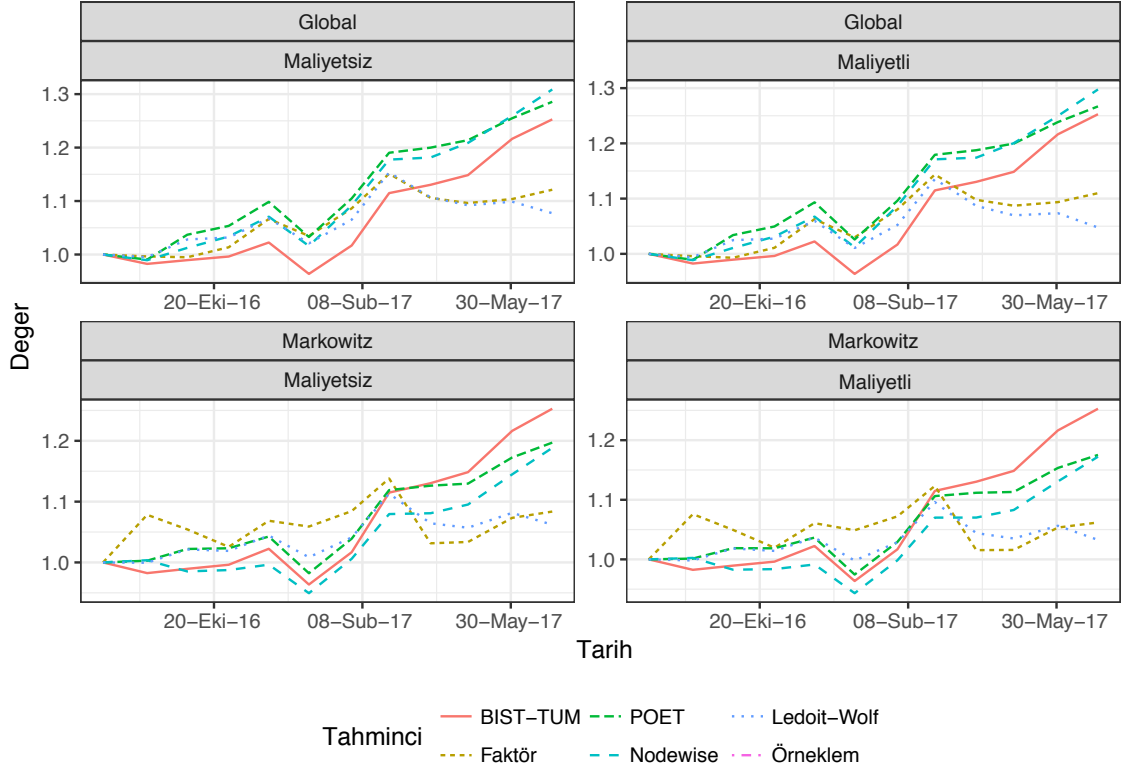 Global
Maliyetsiz
1.3
1.2
1.1
1.0
20−Eki−16
08−Sub−17
30−May−17
Global
Maliyetli
1.3
1.2
1.1
1.0
20−Eki−16
08−Sub−17
30−May−17
Deger
Markowitz
Maliyetsiz
1.2
1.1
1.0
20−Eki−16
08−Sub−17
30−May−17
Markowitz
Maliyetli
1.2
1.1
1.0
20−Eki−16
08−Sub−17
30−May−17
Tarih
Tahminci
BIST−TUM
POET
Ledoit-Wolf
Faktör
Nodewise
Örneklem